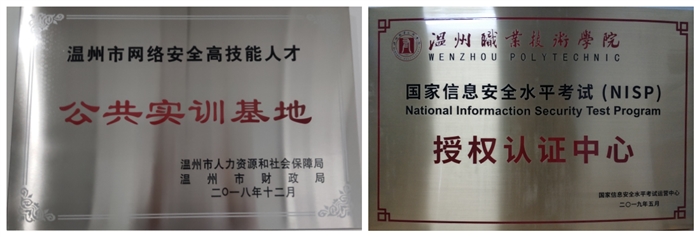 温州市网络安全高技能人才
公共实训基地
温州市人力资源和社会保障局
温州市财政局
二〇一八年十二月
温州職業技術學院
WENZHOU POLYTECHNIC
国家信息安全水平考试(NISP)
National Informaction Security Test Program
授权认证中心
国家信息安全水平考试运营中心
二〇一九年五月